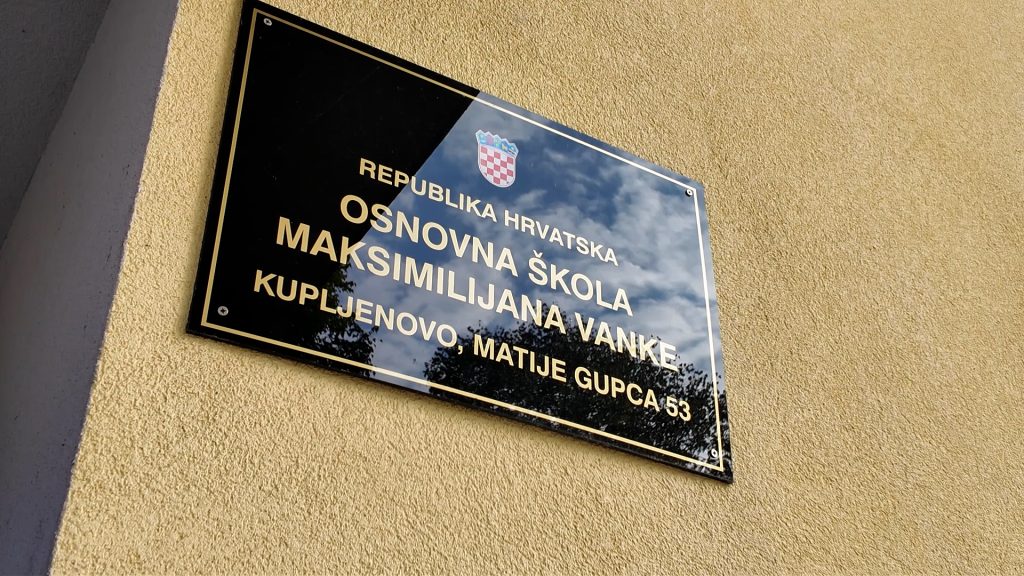 REPUBLIKA HRVATSKA
OSNOVNA ŠKOLA
MAKSIMILIJANA VANKE
KUPLJENOVO, MATIJE GUPCA 53